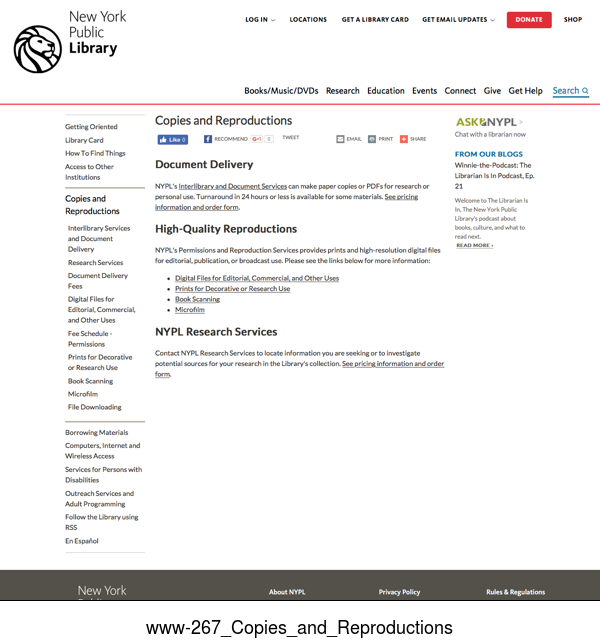 New York
Public
Library
LOG IN
LOCATIONS
GET A LIBRARY CARD
GET EMAIL UPDATES
DONATE
SHOP
Books/Music/DVDs
Research
Education
Events
Connect
Give
Get Help
Search
Getting Oriented
Library Card
How To Find Things
Access to Other
Institutions
Copies and
Reproductions
Interlibrary Services
and Document
Delivery
Research Services
Document Delivery
Fees
Digital Files for
Editorial, Commercial,
and Other Uses
Fee Schedule -
Permissions
Prints for Decorative
or Research Use
Book Scanning
Microfilm
File Downloading
Borrowing Materials
Computers, Internet and
Wireless Access
Services for Persons with
Disabilities
Outreach Services and
Adult Programming
Follow the Library using
RSS
En Español
Copies and Reproductions
Like 0
RECOMMEND
G+1 0
TWEET
EMAIL
PRINT
SHARE
Document Delivery
NYPL's Interlibrary and Document Services can make paper copies or PDFs for research or
personal use. Turnaround in 24 hours or less is available for some materials. See pricing
information and order form.
High-Quality Reproductions
NYPL's Permissions and Reproduction Services provides prints and high-resolution digital files
for editorial, publication, or broadcast use. Please see the links below for more information:
• Digital Files for Editorial, Commercial, and Other Uses
• Prints for Decorative or Research Use
• Book Scanning
• Microfilm
NYPL Research Services
Contact NYPL Research Services to locate information you are seeking or to investigate
potential sources for your research in the Library's collection. See pricing information and order
form.
ASK NYPL >
Chat with a librarian now
FROM OUR BLOGS
Winnie-the-Podcast: The
Librarian Is In Podcast, Ep.
21
Welcome to The Librarian Is
In, The New York Public
Library's podcast about
books, culture, and what to
read next.
READ MORE ›
New York
About NYPL
Privacy Policy
Rules & Regulations
www-267_Copies_and_Reproductions